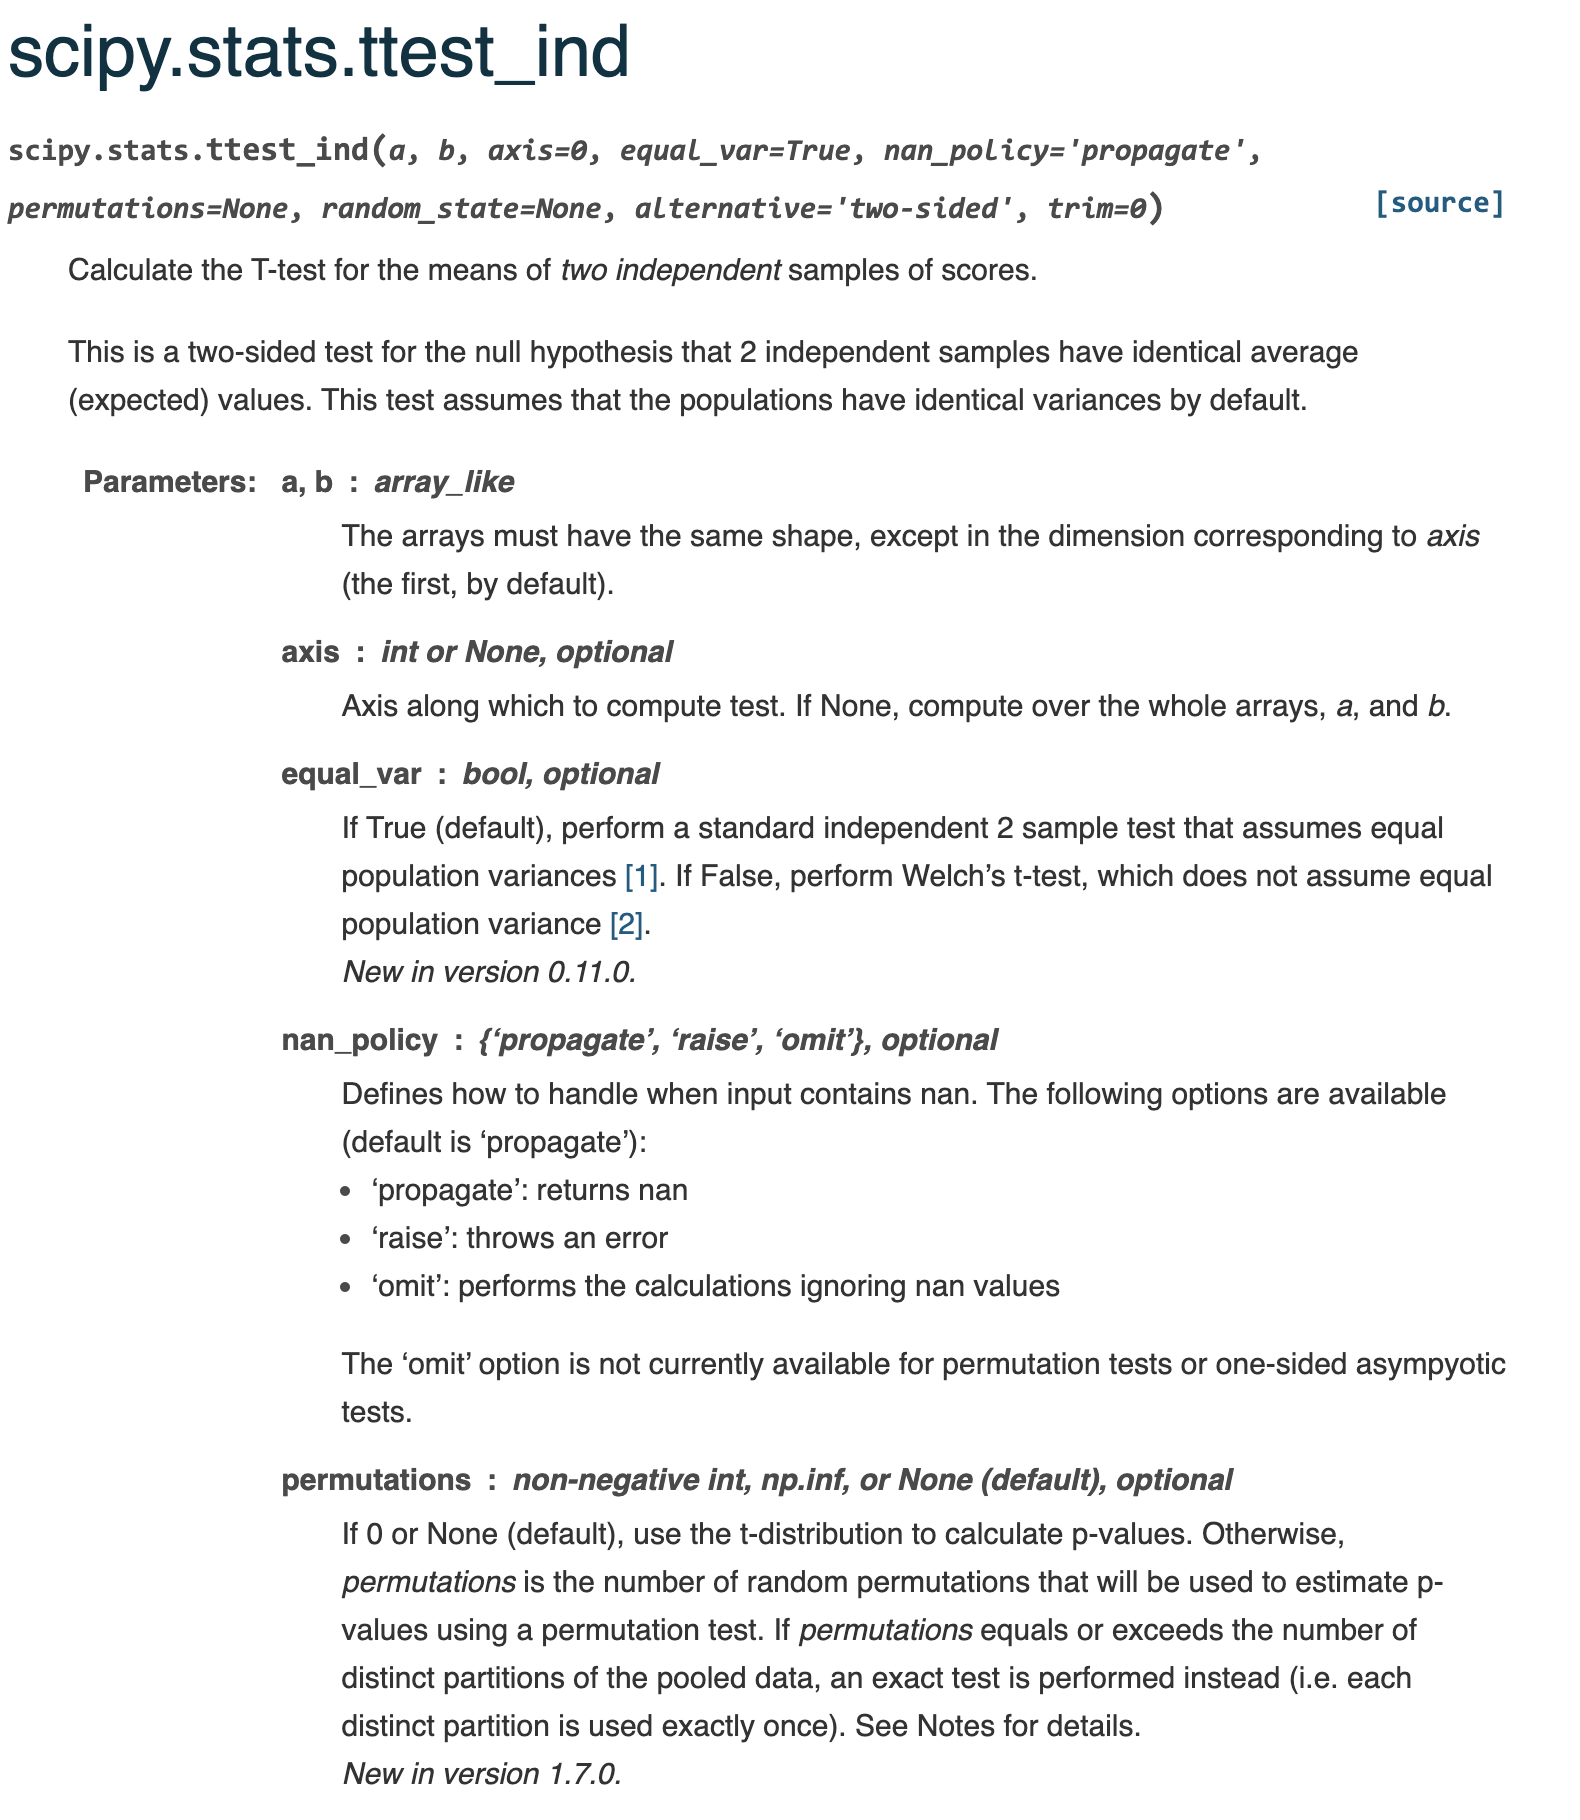 scipy.stats.ttest_ind
scipy.stats.ttest_ind(a, b, axis=0, equal_var=True, nan_policy='propagate',
permutations=None, random_state=None, alternative='two-sided', trim=0) [source]
Calculate the T-test for the means of two independent samples of scores.
This is a two-sided test for the null hypothesis that 2 independent samples have identical average
(expected) values. This test assumes that the populations have identical variances by default.
Parameters: a, b : array_like
The arrays must have the same shape, except in the dimension corresponding to axis
(the first, by default).
axis : int or None, optional
Axis along which to compute test. If None, compute over the whole arrays, a, and b.
equal_var : bool, optional
If True (default), perform a standard independent 2 sample test that assumes equal
population variances [1]. If False, perform Welch’s t-test, which does not assume equal
population variance [2].
New in version 0.11.0.
nan_policy : {‘propagate’, ‘raise’, ‘omit’}, optional
Defines how to handle when input contains nan. The following options are available
(default is ‘propagate’):
• ‘propagate’: returns nan
• ‘raise’: throws an error
• ‘omit’: performs the calculations ignoring nan values
The ‘omit’ option is not currently available for permutation tests or one-sided asympyotic
tests.
permutations : non-negative int, np.inf, or None (default), optional
If 0 or None (default), use the t-distribution to calculate p-values. Otherwise,
permutations is the number of random permutations that will be used to estimate p-
values using a permutation test. If permutations equals or exceeds the number of
distinct partitions of the pooled data, an exact test is performed instead (i.e. each
distinct partition is used exactly once). See Notes for details.
New in version 1.7.0.